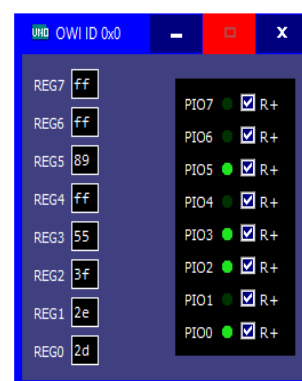 UNO OWI ID 0x0
REG7 ff
REG6 ff
REG5 89
REG4 ff
REG3 55
REG2 3f
REG1 2e
REG0 2d
PIO7 R+
PIO6 R+
PIO5 R+
PIO4 R+
PIO3 R+
PIO2 R+
PIO1 R+
PIO0 R+